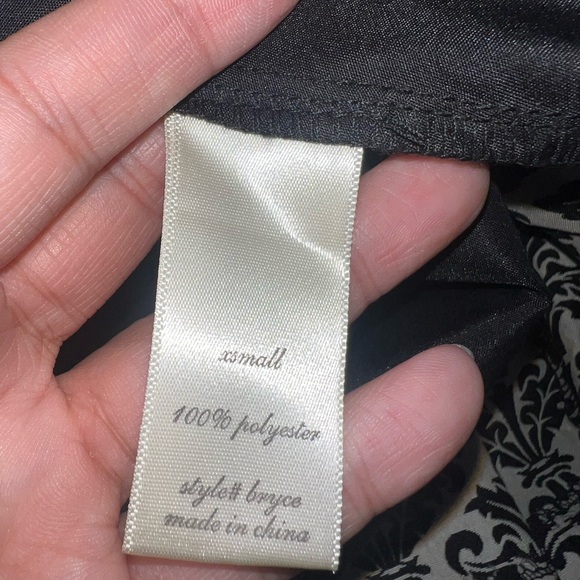 xsmall
100% polyester
style# bryce
made in china